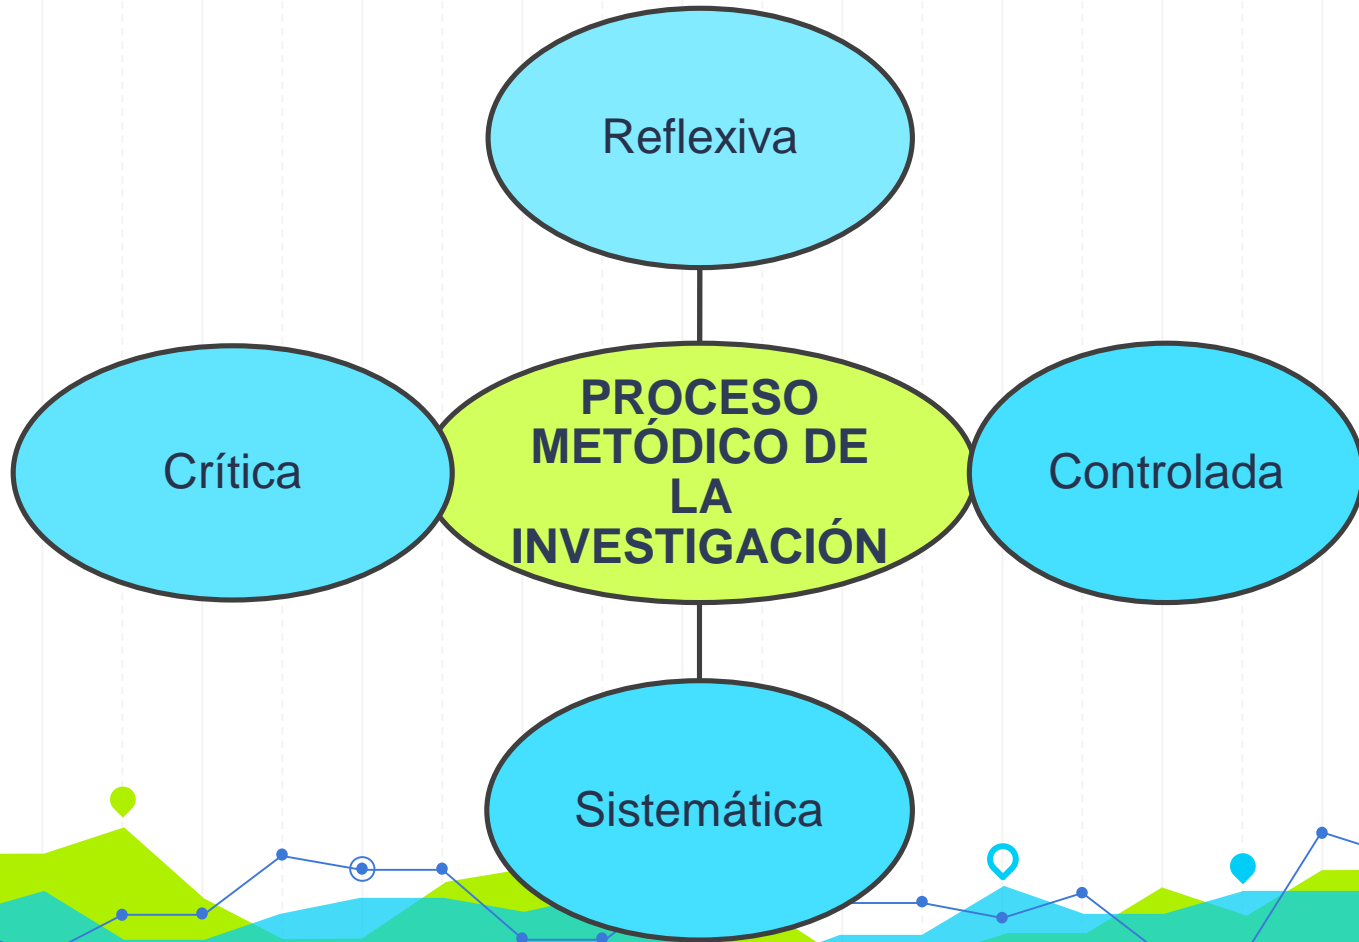 Reflexiva
Crítica
PROCESO
METÓDICO DE
LA
INVESTIGACIÓN
Controlada
Sistemática